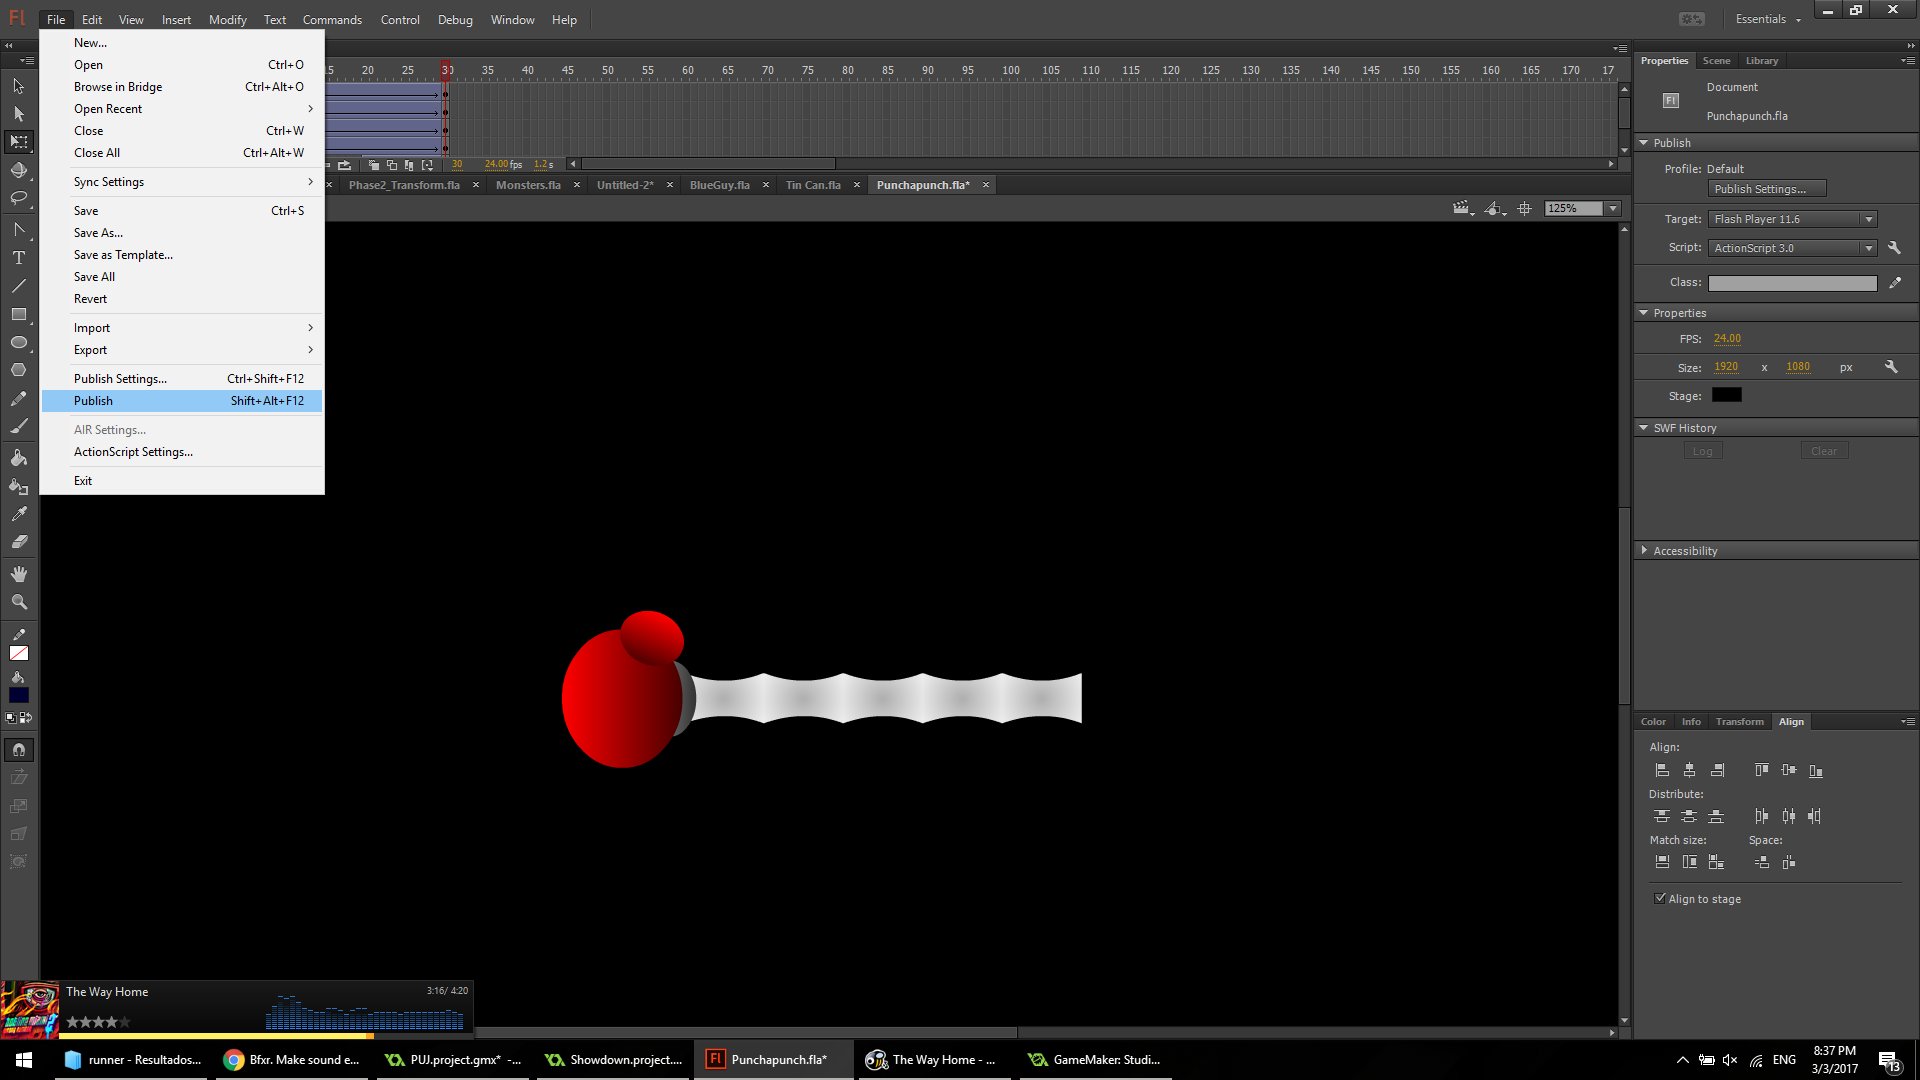 Fl File Edit View Insert Modify Text Commands Control Debug Window Help Essentials
New...
Open Ctrl+O
Browse in Bridge Ctrl+Alt+O
Open Recent
Close Ctrl+W
Close All Ctrl+Alt+W
Sync Settings
Save Ctrl+S
Save As...
Save as Template...
Save All
Revert
Import
Export
Publish Settings... Ctrl+Shift+F12
Publish Shift+Alt+F12
AIR Settings...
ActionScript Settings...
Exit
15 20 25 30 35 40 45 50 55 60 65 70 75 80 85 90 95 100 105 110 115 120 125 130 135 140 145 150 155 160 165 170 17
30 24.00 fps 1.2 s
Phase2_Transform.fla Monsters.fla Untitled-2* BlueGuy.fla Tin Can.fla Punchapunch.fla*
125%
Properties Scene Library
Fl
Document
Punchapunch.fla
Publish
Profile: Default
Publish Settings...
Target: Flash Player 11.6
Script: ActionScript 3.0
Class:
Properties
FPS: 24.00
Size: 1920 x 1080 px
Stage:
SWF History
Log Clear
Accessibility
Color Info Transform Align
Align:
Distribute:
Match size: Space:
Align to stage
The Way Home 3:16/ 4:20
runner - Resultados... Bfxr. Make sound e... PUJ.project.gmx* -... Showdown.project.... Fl Punchapunch.fla* The Way Home - ... GameMaker: Studi...
ENG
8:37 PM
3/3/2017
13